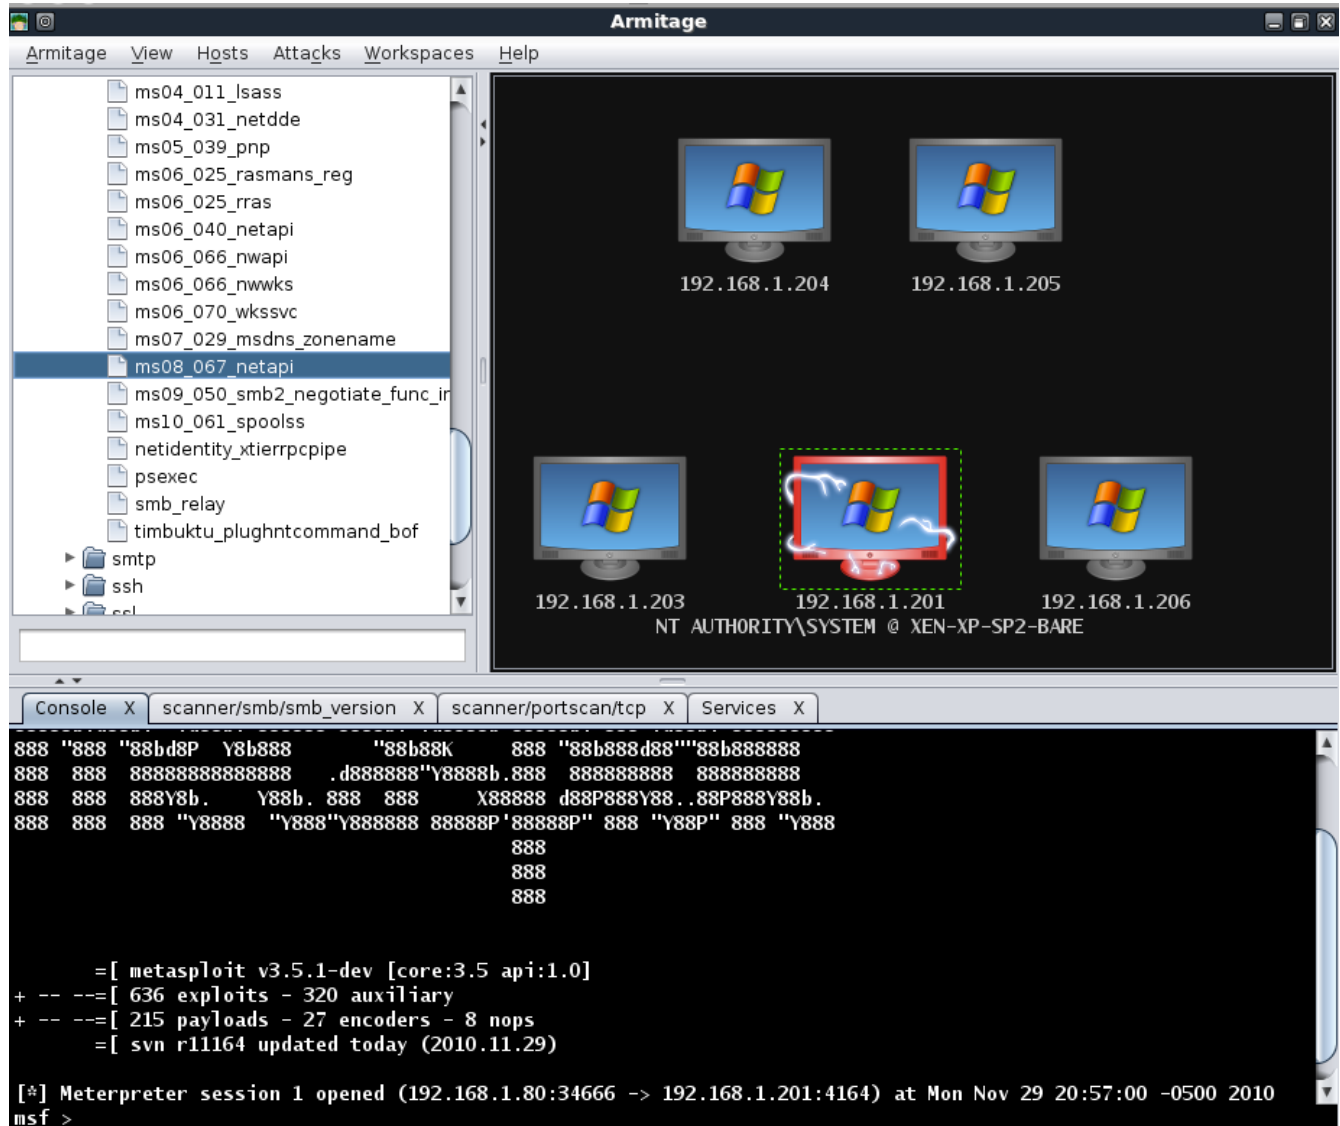 Armitage
Armitage View Hosts Attacks Workspaces Help
ms04_011_lsass
ms04_031_netdde
ms05_039_pnp
ms06_025_rasmans_reg
ms06_025_rras
ms06_040_netapi
ms06_066_nwapi
ms06_066_nwwks
ms06_070_wkssvc
ms07_029_msdns_zonename
ms08_067_netapi
ms09_050_smb2_negotiate_func_ir
ms10_061_spoolss
netidentity_xtierrpcpipe
psexec
smb_relay
timbuktu_plughntcommand_bof
smtp
ssh
ssl
192.168.1.204
192.168.1.205
192.168.1.203
192.168.1.201
192.168.1.206
NT AUTHORITY\SYSTEM @ XEN-XP-SP2-BARE
Console X scanner/smb/smb_version X scanner/portscan/tcp X Services X
888 "888 "88bd8P  Y8b888       "88b88K     888 "88b888d88""88b888888
888  888  88888888888888   .d888888"Y8888b.888  888888888  888888888
888  888  888Y8b.    Y88b. 888  888     X88888 d88P888Y88..88P888Y88b.
888  888  888 "Y8888  "Y888"Y888888 88888P'88888P" 888 "Y88P" 888 "Y888
888
888
888
=[ metasploit v3.5.1-dev [core:3.5 api:1.0]
+ -- --=[ 636 exploits - 320 auxiliary
+ -- --=[ 215 payloads - 27 encoders - 8 nops
=[ svn r11164 updated today (2010.11.29)
[*] Meterpreter session 1 opened (192.168.1.80:34666 -> 192.168.1.201:4164) at Mon Nov 29 20:57:00 -0500 2010
msf >